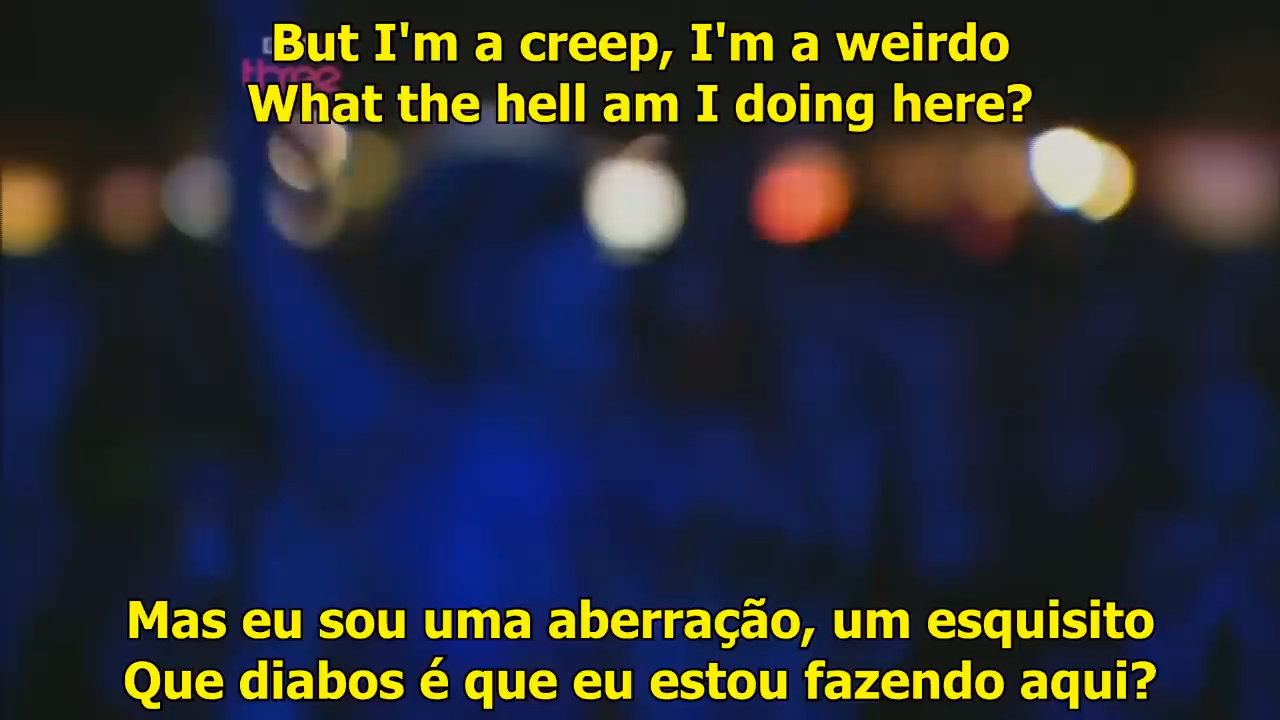 But I'm a creep, I'm a weirdo
three
What the hell am I doing here?
Mas eu sou uma aberração, um esquisito
Que diabos é que eu estou fazendo aqui?